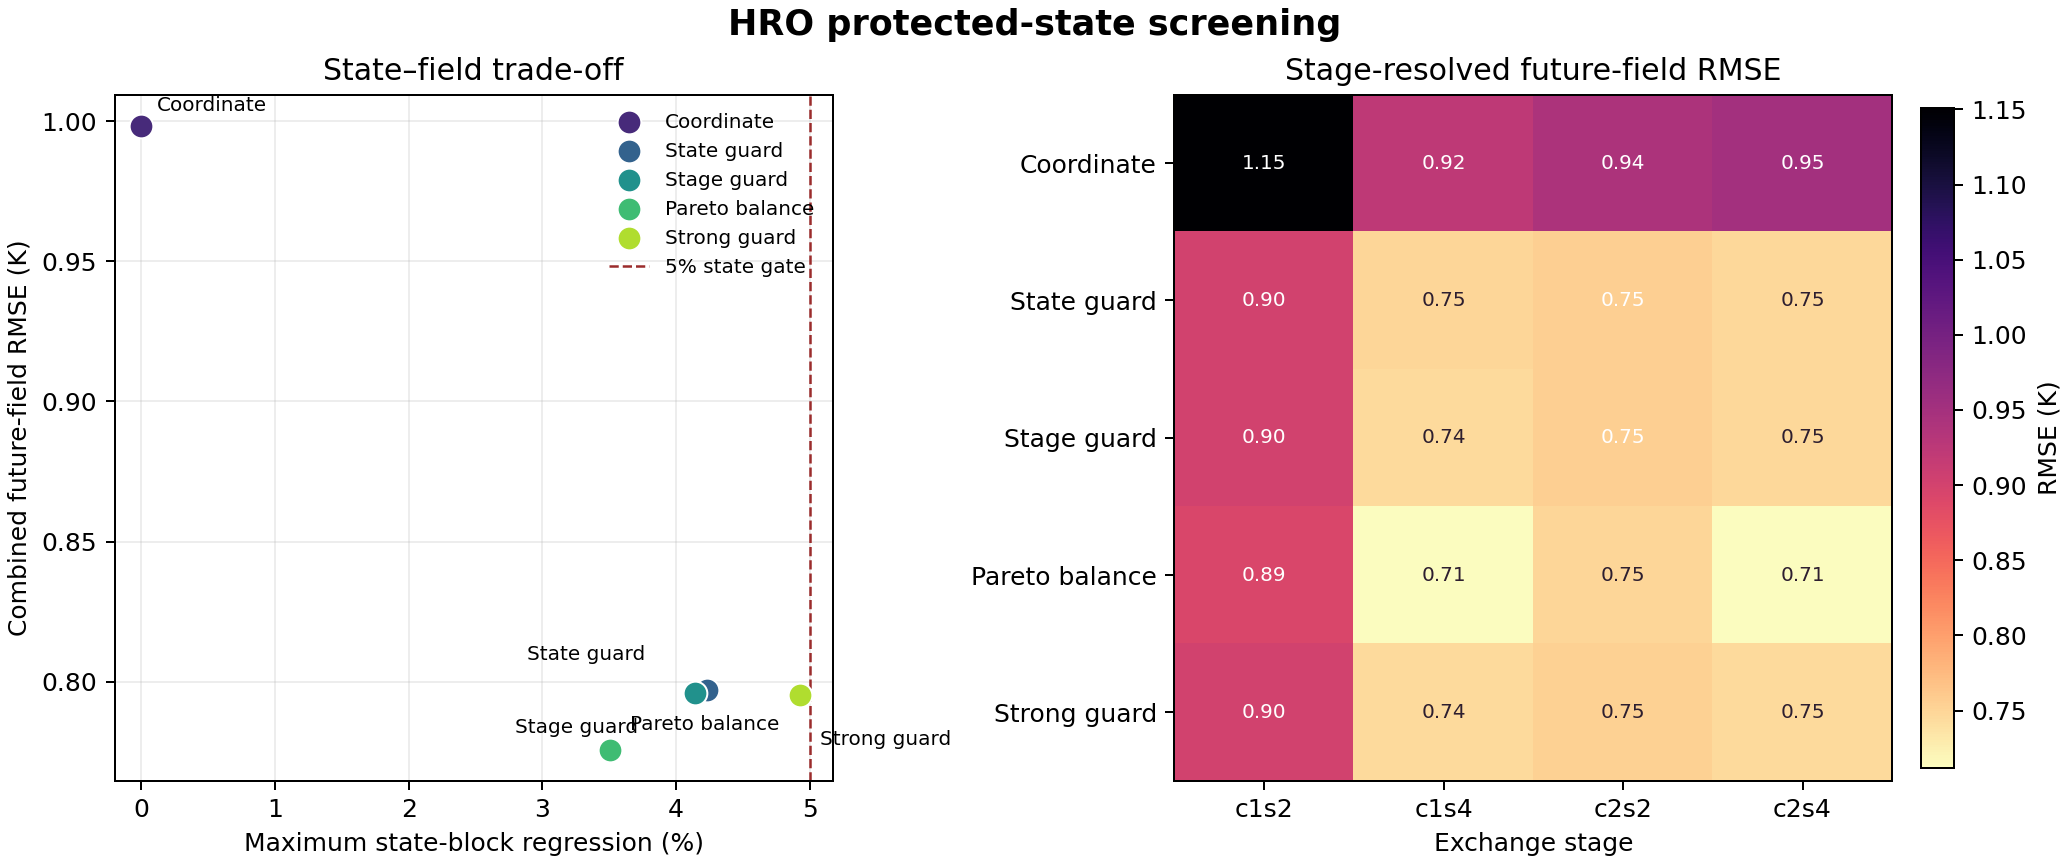 HRO protected-state screening
State–field trade-off
Combined future-field RMSE (K)
1.00
0.95
0.90
0.85
0.80
Coordinate
Coordinate
State guard
Stage guard
Pareto balance
Strong guard
5% state gate
State guard
Stage guard
Pareto balance
Strong guard
0 1 2 3 4 5
Maximum state-block regression (%)
Stage-resolved future-field RMSE
Coordinate 1.15 0.92 0.94 0.95
State guard 0.90 0.75 0.75 0.75
Stage guard 0.90 0.74 0.75 0.75
Pareto balance 0.89 0.71 0.75 0.71
Strong guard 0.90 0.74 0.75 0.75
c1s2 c1s4 c2s2 c2s4
Exchange stage
1.15
1.10
1.05
1.00
0.95
0.90
0.85
0.80
0.75
RMSE (K)